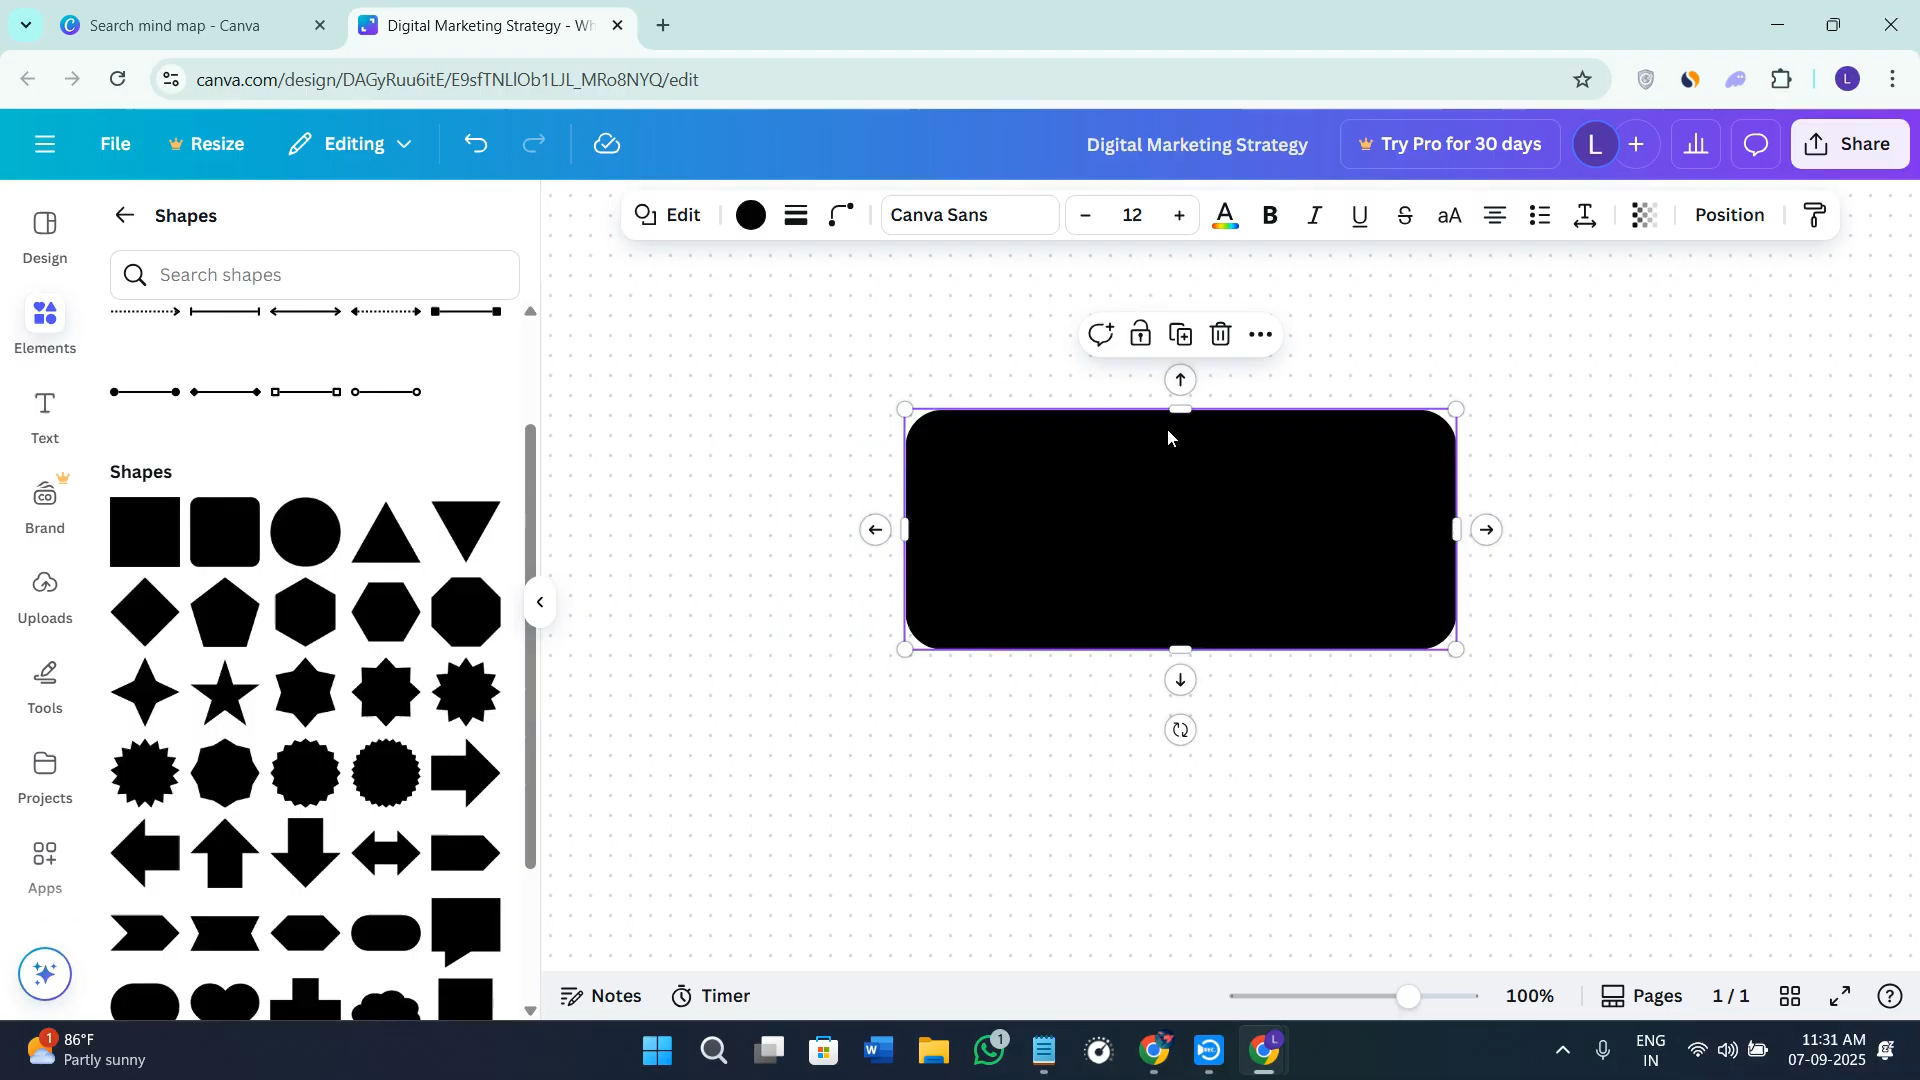 Search mind map - Canva
Digital Marketing Strategy - Wh
canva.com/design/DAGyRuu6itE/E9sfTNLlOb1LJL_MRo8NYQ/edit
L
File
Resize
Editing
Digital Marketing Strategy
Try Pro for 30 days
L
Share
Design
Elements
Text
Brand
Uploads
Tools
Projects
Apps
Shapes
Search shapes
Shapes
Edit
Canva Sans
12
B
I
U
S
aA
Position
Notes
Timer
100%
Pages
1 / 1
1
86°F
Partly sunny
1
L
ENG
IN
11:31 AM
07-09-2025